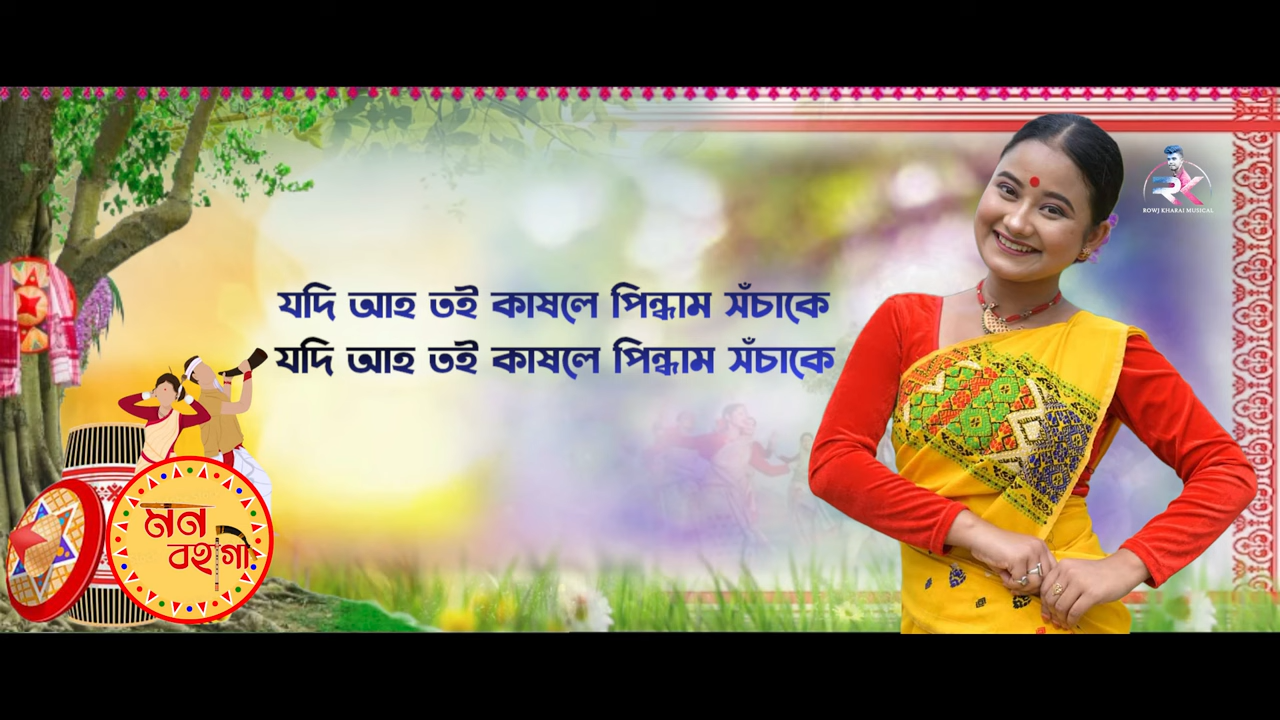 ROWJ KHARAI MUSICAL
যদি আহ তই কাষলে পিন্ধাম সঁচাকে
যদি আহ তই কাষলে পিন্ধাম সঁচাকে
মন
বহাগী